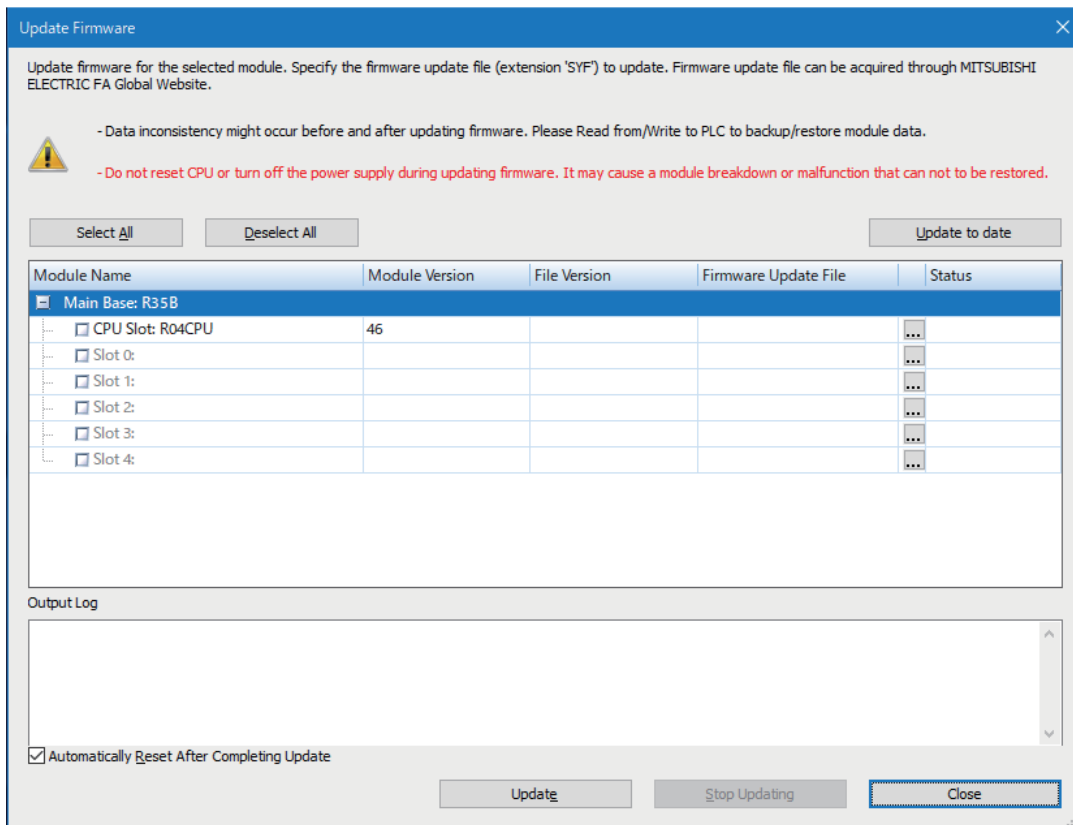 Update Firmware
Update firmware for the selected module. Specify the firmware update file (extension 'SYF') to update. Firmware update file can be acquired through MITSUBISHI
ELECTRIC FA Global Website.
- Data inconsistency might occur before and after updating firmware. Please Read from/Write to PLC to backup/restore module data.
- Do not reset CPU or turn off the power supply during updating firmware. It may cause a module breakdown or malfunction that can not to be restored.
Select All Deselect All Update to date
Module Name Module Version File Version Firmware Update File Status
Main Base: R35B
CPU Slot: R04CPU 46 ...
Slot 0: ...
Slot 1: ...
Slot 2: ...
Slot 3: ...
Slot 4: ...
Output Log
Automatically Reset After Completing Update
Update Stop Updating Close